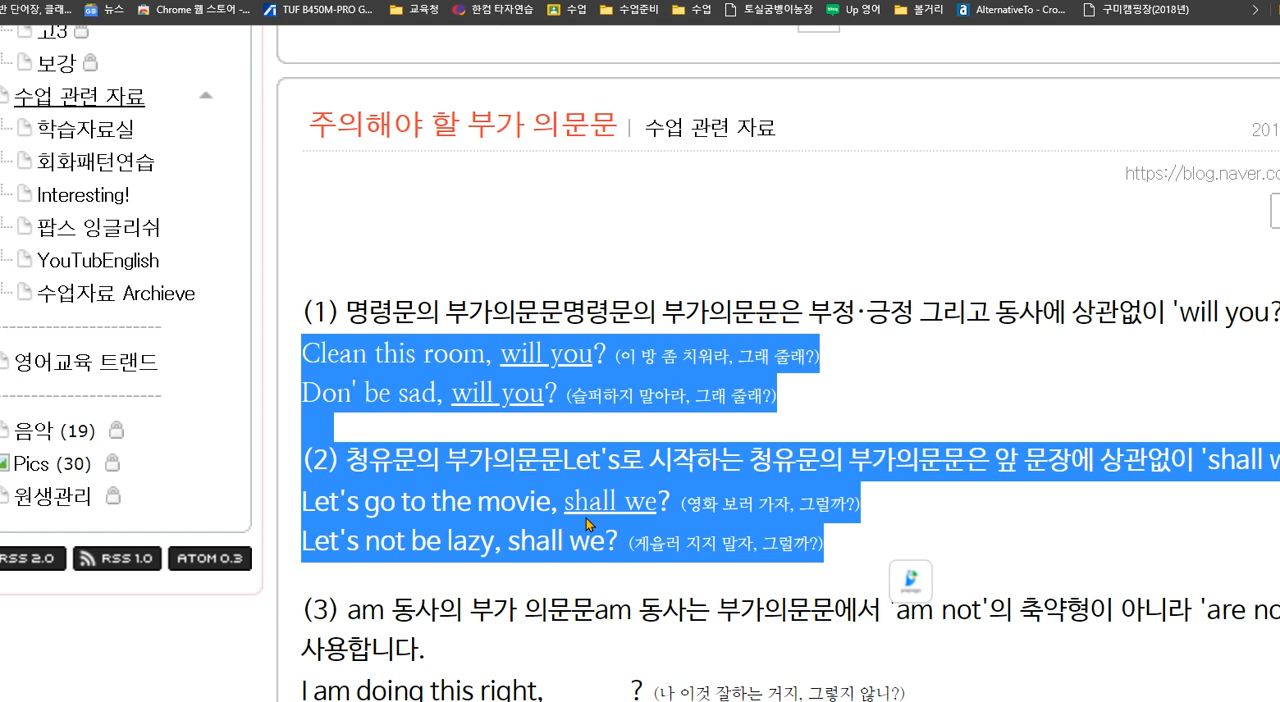 반 단어장, 클래... 뉴스 Chrome 웹 스토어 -... TUF B450M-PRO G... 교육청 한컴 타자연습 수업 수업준비 수업 토실궁뱅이농장 Up 영어 볼거리 AlternativeTo - Cro... 구미캠핑장(2018년)
고3
보강
수업 관련 자료
학습자료실
회화패턴연습
Interesting!
팝스 잉글리쉬
YouTubEnglish
수업자료 Archieve
영어교육 트랜드
음악 (19)
Pics (30)
원생관리
RSS 2.0 RSS 1.0 ATOM 0.3
주의해야 할 부가 의문문 | 수업 관련 자료
201
https://blog.naver.co
(1) 명령문의 부가의문문명령문의 부가의문문은 부정·긍정 그리고 동사에 상관없이 'will you?
Clean this room, will you? (이 방 좀 치워라, 그래 줄래?)
Don' be sad, will you? (슬퍼하지 말아라, 그래 줄래?)
(2) 청유문의 부가의문문Let's로 시작하는 청유문의 부가의문문은 앞 문장에 상관없이 'shall w
Let's go to the movie, shall we? (영화 보러 가자, 그럴까?)
Let's not be lazy, shall we? (게을러 지지 말자, 그럴까?)
(3) am 동사의 부가 의문문am 동사는 부가의문문에서 'am not'의 축약형이 아니라 'are no
사용합니다.
I am doing this right, ? (나 이것 잘하는 거지, 그렇지 않니?)